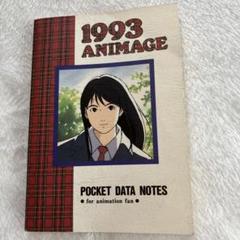 1993
ANIMAGE
POCKET DATA NOTES
● for animation fan ●